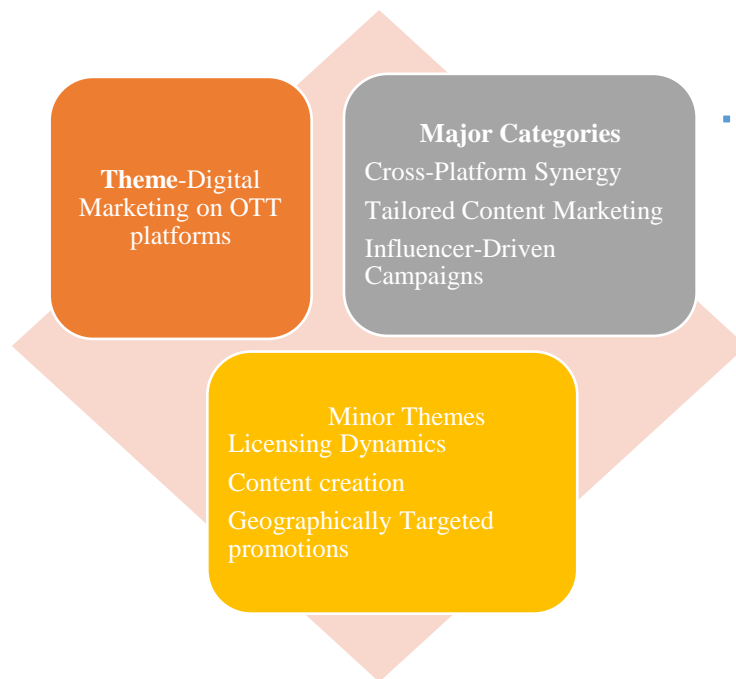 Theme-Digital
Marketing on OTT
platforms
Major Categories
Cross-Platform Synergy
Tailored Content Marketing
Influencer-Driven
Campaigns
Minor Themes
Licensing Dynamics
Content creation
Geographically Targeted
promotions